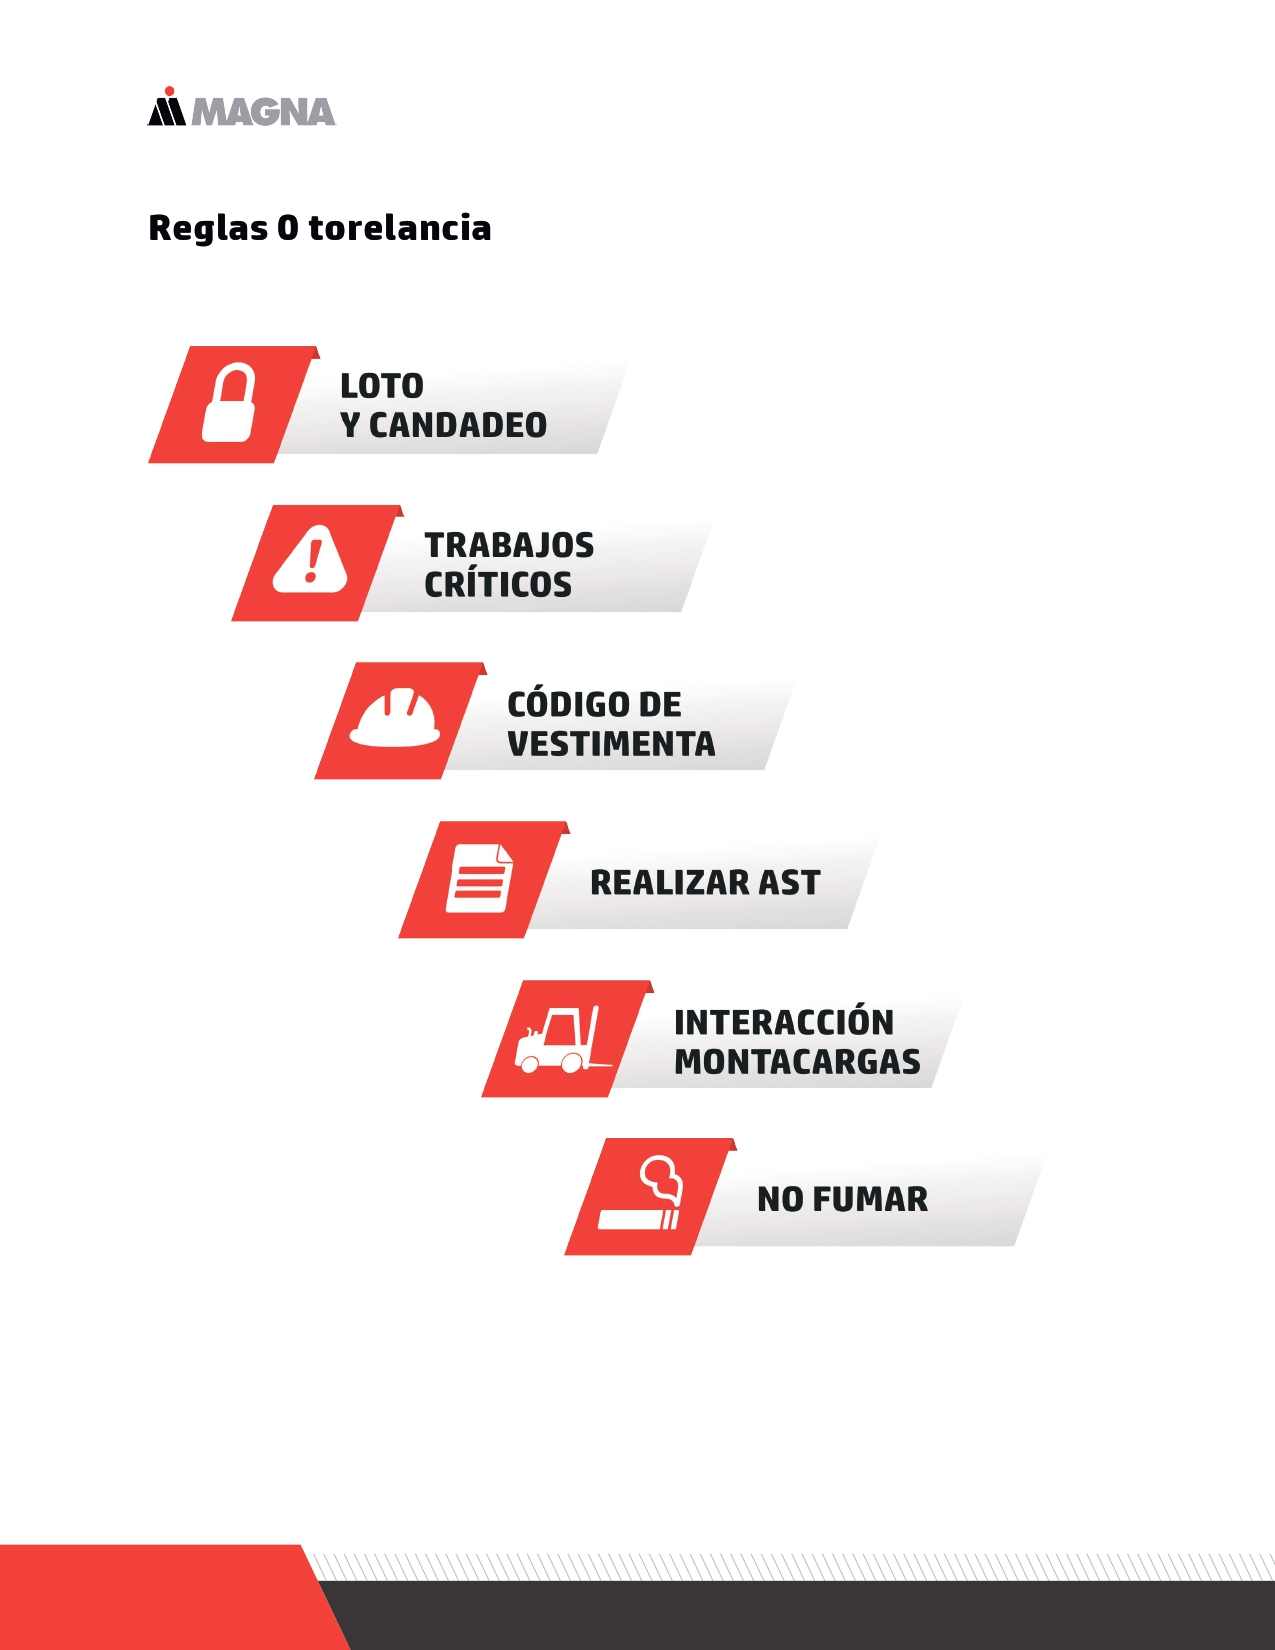 MAGNA
Reglas 0 torelancia
LOTO
Y CANDADEO
TRABAJOS
CRÍTICOS
CÓDIGO DE
VESTIMENTA
REALIZAR AST
INTERACCIÓN
MONTACARGAS
NO FUMAR